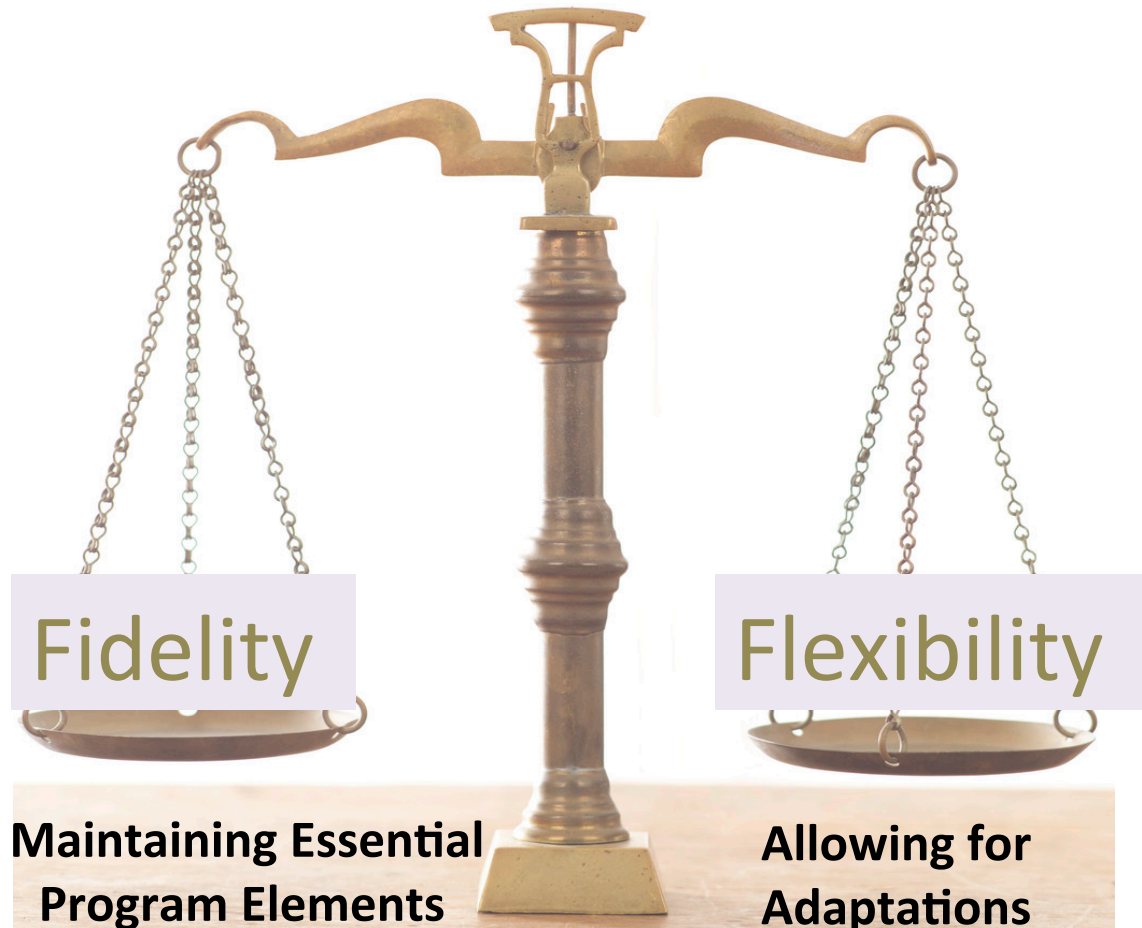 Fidelity
Flexibility
Maintaining Essential
Program Elements
Allowing for
Adaptations